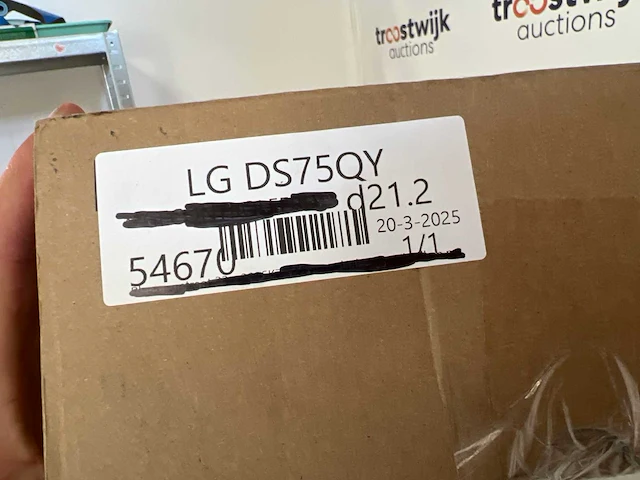 troostwijk
auctions
troostwijk
auctions
LG DS75QY
d21.2
20-3-2025
54670
1/1